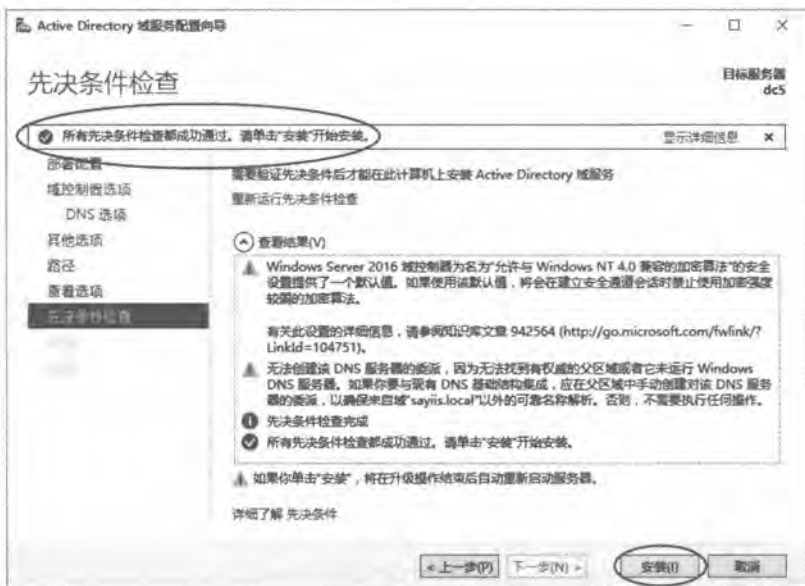 Active Directory 域服务配置向导
先决条件检查
目标服务器
dc5
所有先决条件检查都成功通过。请单击"安装"开始安装。
显示详细信息
部署配置
域控制器选项
DNS 选项
其他选项
路径
查看选项
先决条件检查
需要验证先决条件后才能在此计算机上安装 Active Directory 域服务
重新运行先决条件检查
查看结果(V)
Windows Server 2016 域控制器为名为"允许与 Windows NT 4.0 兼容的加密算法"的安全
设置提供了一个默认值。如果使用该默认值，将会在建立安全通道会话时禁止使用加密强度
较弱的加密算法。
有关此设置的详细信息，请参阅知识库文章 942564 (http://go.microsoft.com/fwlink/?
LinkId=104751)。
无法创建该 DNS 服务器的委派，因为无法找到有权威的父区域或者它未运行 Windows
DNS 服务器。如果你要与现有 DNS 基础结构集成，应在父区域中手动创建对该 DNS 服务
器的委派，以确保来自域"sayiis.local"以外的可靠名称解析。否则，不需要执行任何操作。
先决条件检查完成
所有先决条件检查都成功通过。请单击"安装"开始安装。
如果你单击"安装"，将在升级操作结束后自动重新启动服务器。
详细了解 先决条件
< 上一步(P)
下一步(N) >
安装(I)
取消